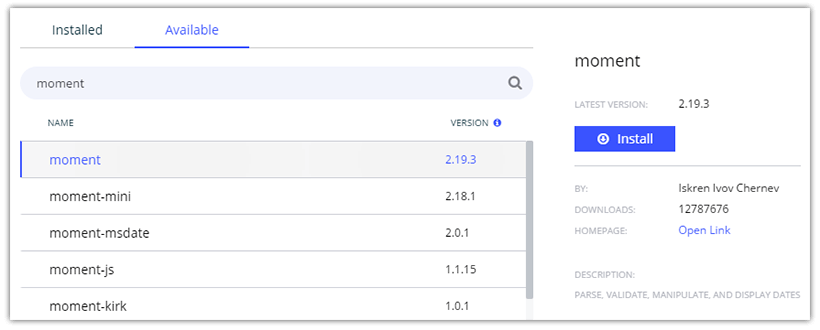 Installed Available
moment
NAME VERSION
moment 2.19.3
moment-mini 2.18.1
moment-msdate 2.0.1
moment-js 1.1.15
moment-kirk 1.0.1
moment
LATEST VERSION: 2.19.3
Install
BY: Iskren Ivov Chernev
DOWNLOADS: 12787676
HOMEPAGE: Open Link
DESCRIPTION:
PARSE, VALIDATE, MANIPULATE, AND DISPLAY DATES